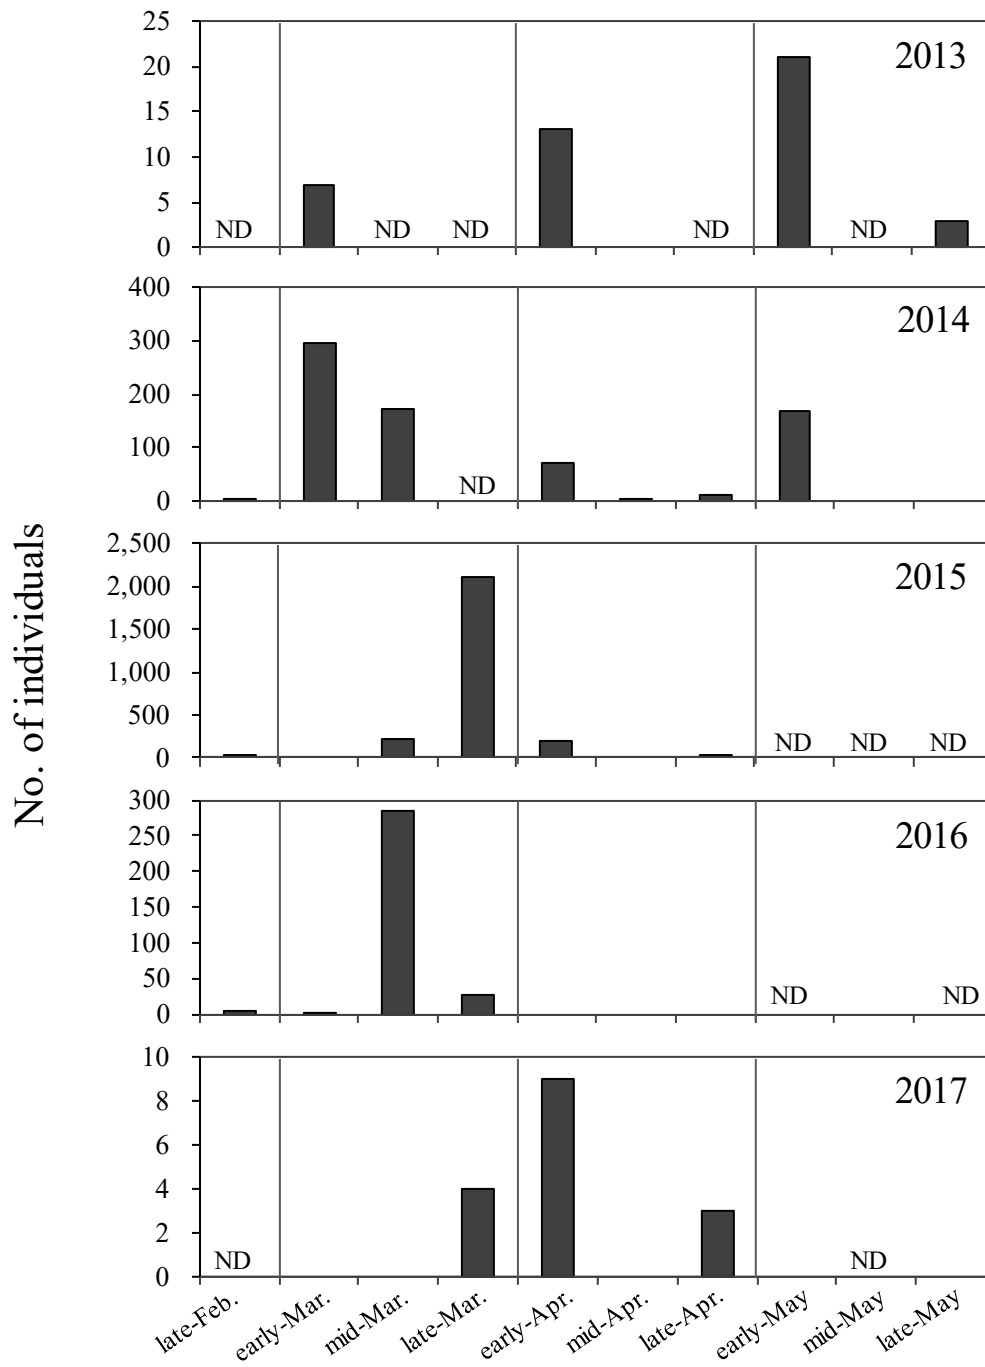 No. of individuals
25
20
15
10
5
0
2013
ND
ND
ND
ND
ND
400
300
200
100
0
2014
ND
2,500
2,000
1,500
1,000
500
0
2015
ND
ND
ND
300
250
200
150
100
50
0
2016
ND
ND
10
8
6
4
2
0
2017
ND
ND
late-Feb.
early-Mar.
mid-Mar.
late-Mar.
early-Apr.
mid-Apr.
late-Apr.
early-May
mid-May
late-May